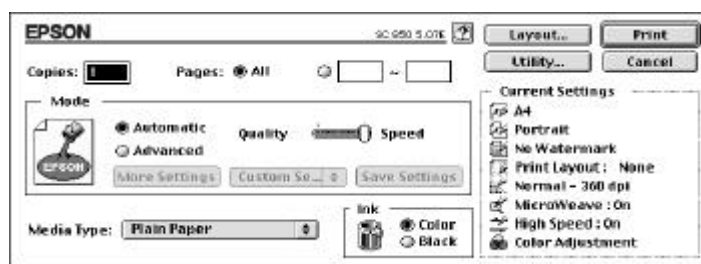 EPSON
SC 950 5.07E
Layout...
Print
Copies: 1
Pages: All
~
Utility...
Cancel
Mode
Automatic
Advanced
Quality
Speed
EPSON
More Settings
Custom Se...
Save Settings
Media Type: Plain Paper
Ink
Color
Black
Current Settings
A4
Portrait
No Watermark
Print Layout : None
Normal - 360 dpi
MicroWeave : On
High Speed : On
Color Adjustment